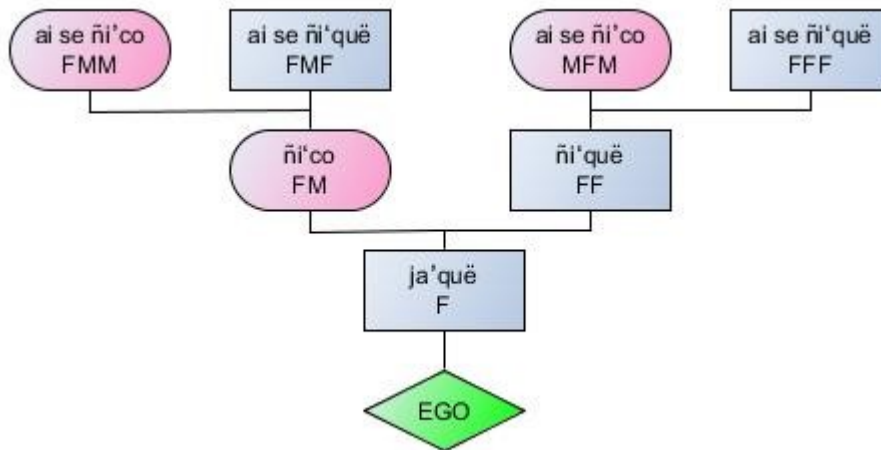 ai se ñi’co
FMM
ai se ñi‘quë
FMF
ai se ñi’co
MFM
ai se ñi‘quë
FFF
ñi‘co
FM
ñi‘quë
FF
ja’quë
F
EGO